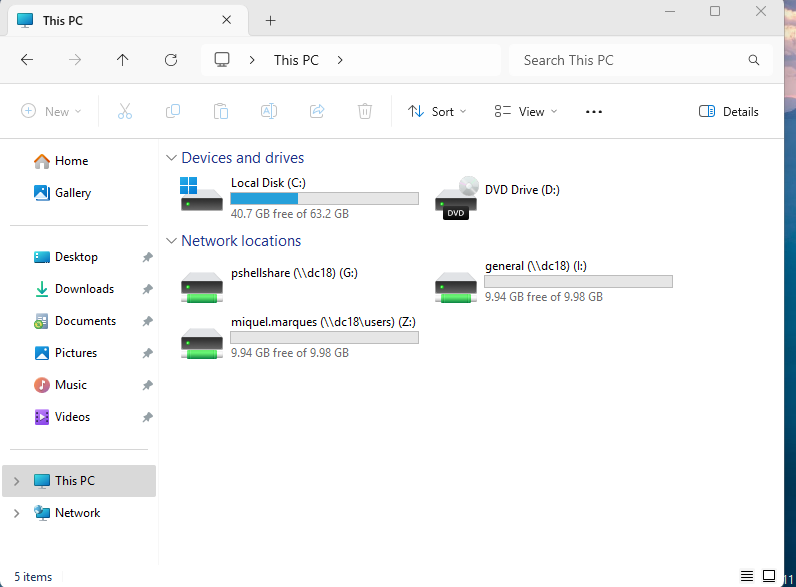 This PC
This PC
Search This PC
New
Sort
View
Details
Home
Gallery
Desktop
Downloads
Documents
Pictures
Music
Videos
This PC
Network
Devices and drives
Local Disk (C:)
40.7 GB free of 63.2 GB
DVD Drive (D:)
DVD
Network locations
pshellshare (\\dc18) (G:)
general (\\dc18) (I:)
9.94 GB free of 9.98 GB
miquel.marques (\\dc18\users) (Z:)
9.94 GB free of 9.98 GB
5 items
11